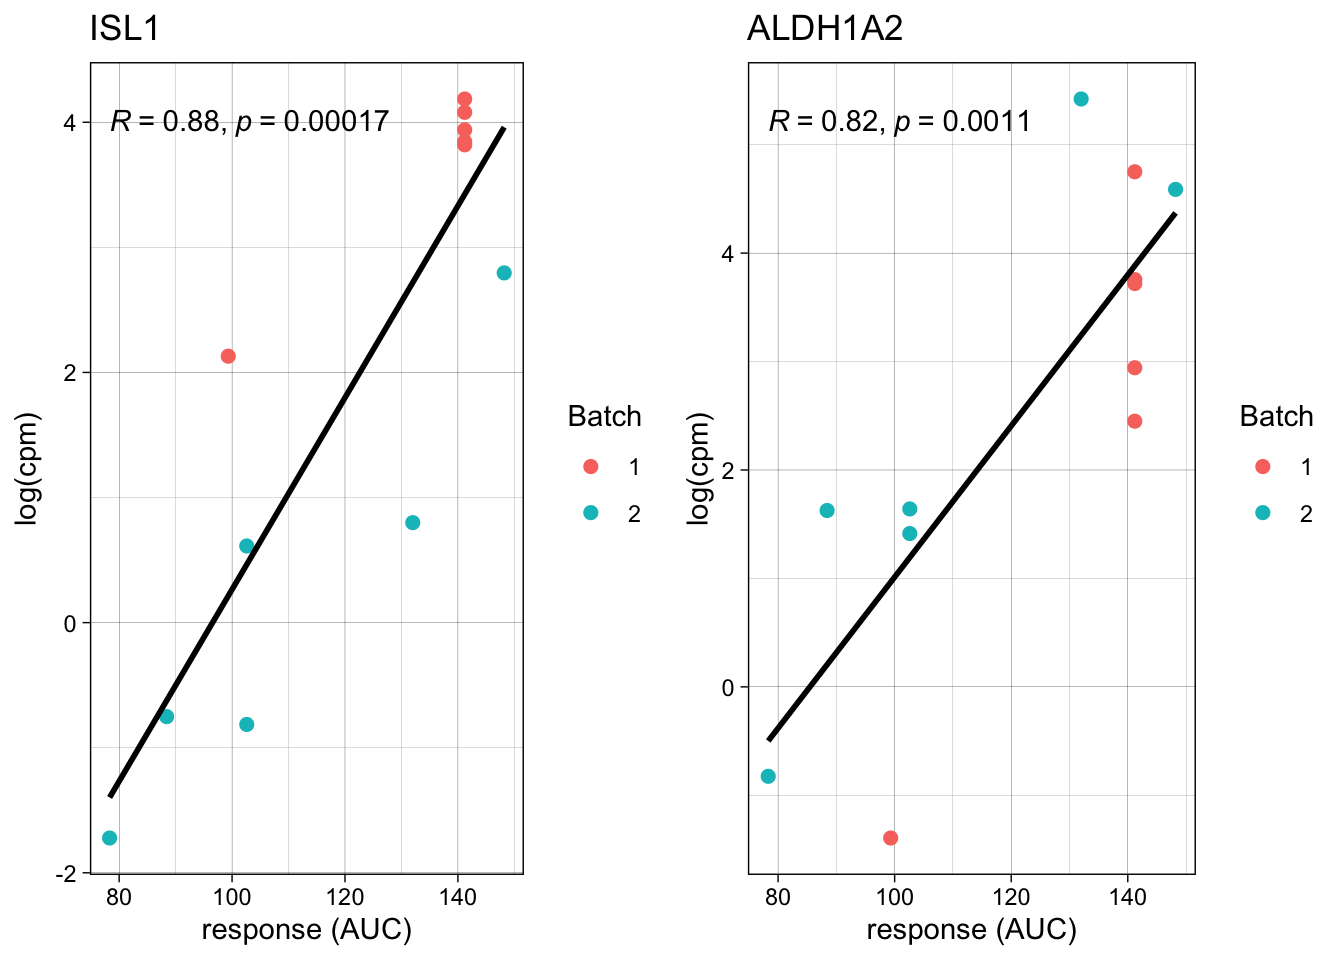 ISL1
R = 0.88, p = 0.00017
4
2
0
-2
80 100 120 140
response (AUC)
log(cpm)
Batch
1
2
ALDH1A2
R = 0.82, p = 0.0011
4
2
0
80 100 120 140
response (AUC)
log(cpm)
Batch
1
2